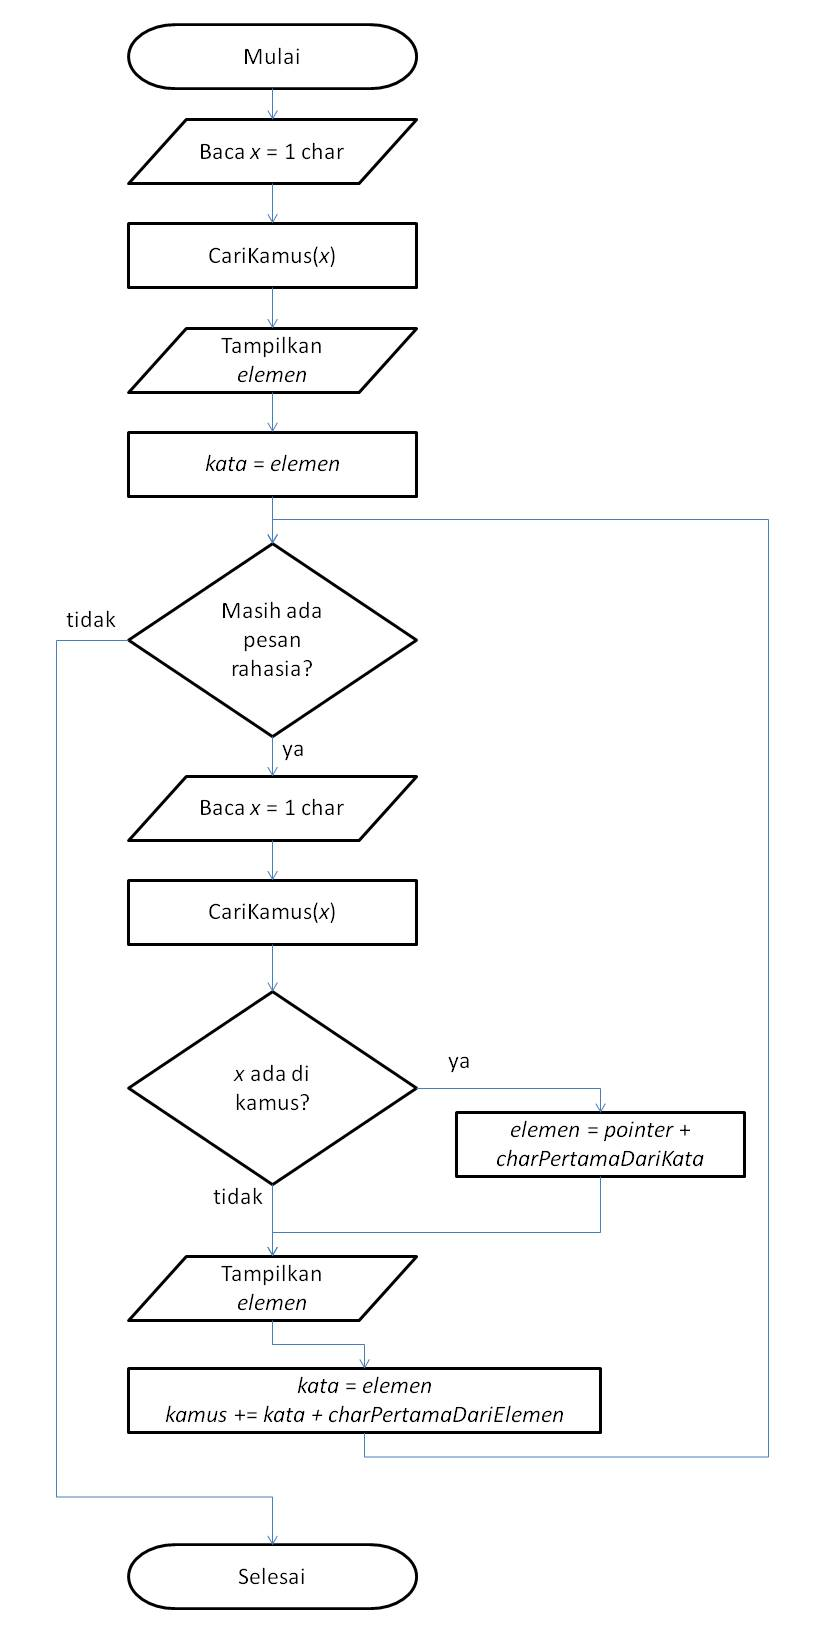 Mulai
Baca x = 1 char
CariKamus(x)
Tampilkan
elemen
kata = elemen
Masih ada
pesan
rahasia?
tidak
ya
Baca x = 1 char
CariKamus(x)
x ada di
kamus?
ya
elemen = pointer +
charPertamaDariKata
tidak
Tampilkan
elemen
kata = elemen
kamus += kata + charPertamaDariElemen
Selesai